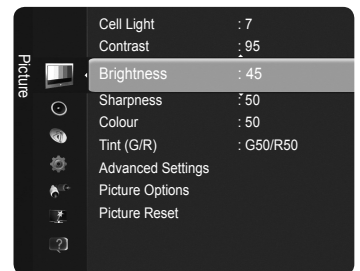 Picture
Cell Light : 7
Contrast : 95
Brightness : 45
Sharpness : 50
Colour : 50
Tint (G/R) : G50/R50
Advanced Settings
Picture Options
Picture Reset